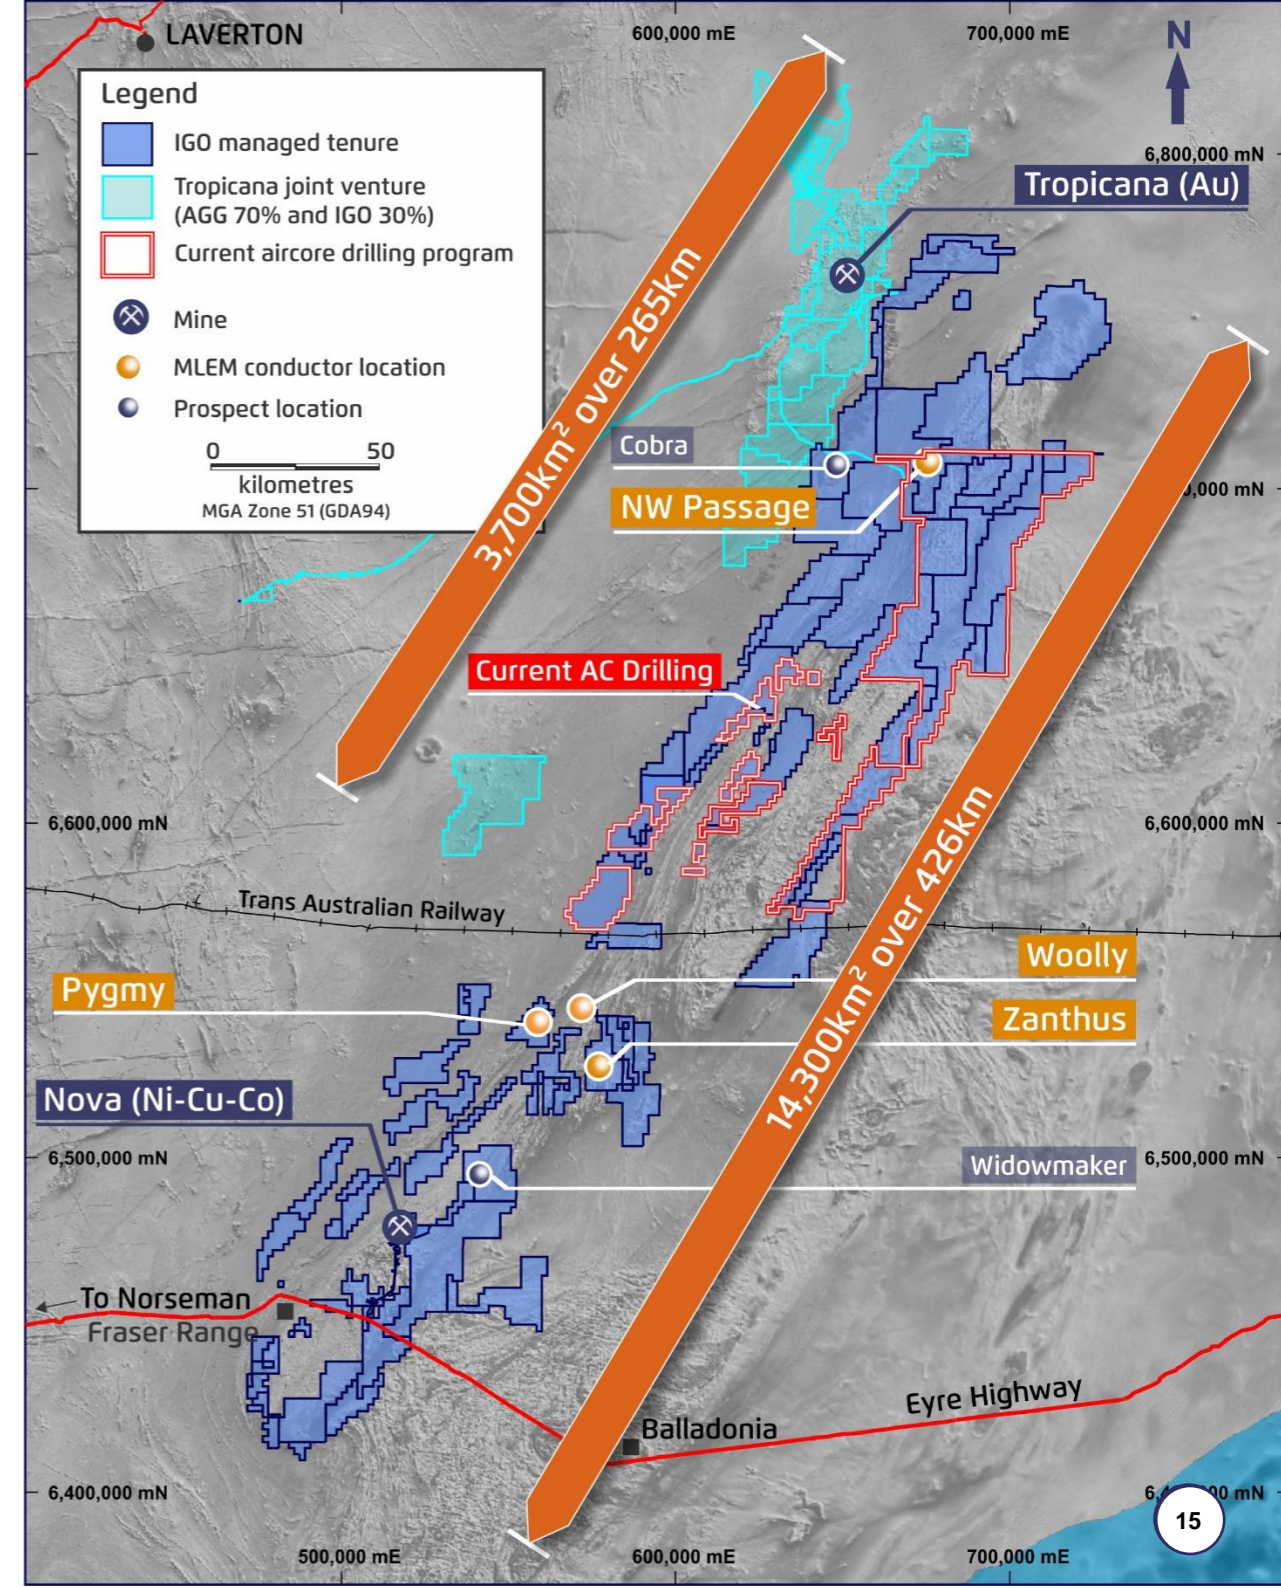 LAVERTON
600,000 mE
700,000 mE
N
Legend
IGO managed tenure
Tropicana joint venture
(AGG 70% and IGO 30%)
Current aircore drilling program
Mine
MLEM conductor location
Prospect location
0 50
kilometres
MGA Zone 51 (GDA94)
6,800,000 mN
Tropicana (Au)
3,700km² over 265km
Cobra
NW Passage
Current AC Drilling
6,600,000 mN
6,600,000 mN
14,300km² over 426km
Trans Australian Railway
Woolly
Pygmy
Zanthus
Nova (Ni-Cu-Co)
6,500,000 mN
6,500,000 mN
Widowmaker
To Norseman
Fraser Range
Eyre Highway
Balladonia
6,400,000 mN
15
500,000 mE
600,000 mE
700,000 mE